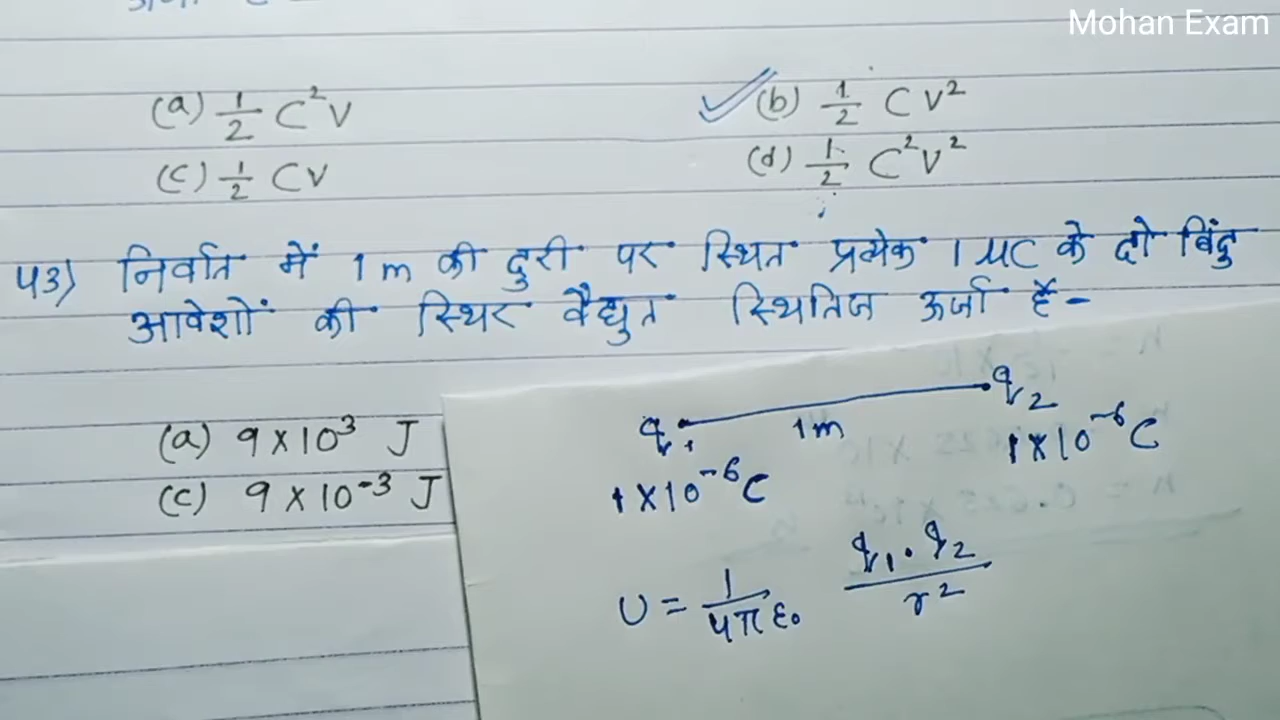 Mohan Exam
(a) 1/2 C²V (b) 1/2 CV²
(c) 1/2 CV (d) 1/2 C²V²
43) निर्वात में 1m की दुरी पर स्थित प्रत्येक 1 μC के दो बिंदु
आवेशों की स्थिर वैद्युत स्थितिज ऊर्जा हैं -
(a) 9×10³ J
(c) 9×10⁻³ J
q₁ 1m q₂
1×10⁻⁶C 1×10⁻⁶C
U = 1/4πε₀ q₁.q₂/r²